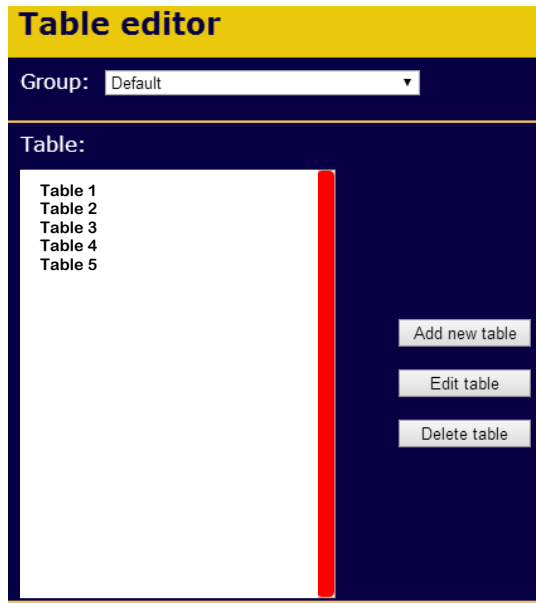 Table editor
Group: Default
Table:
Table 1
Table 2
Table 3
Table 4
Table 5
Add new table
Edit table
Delete table